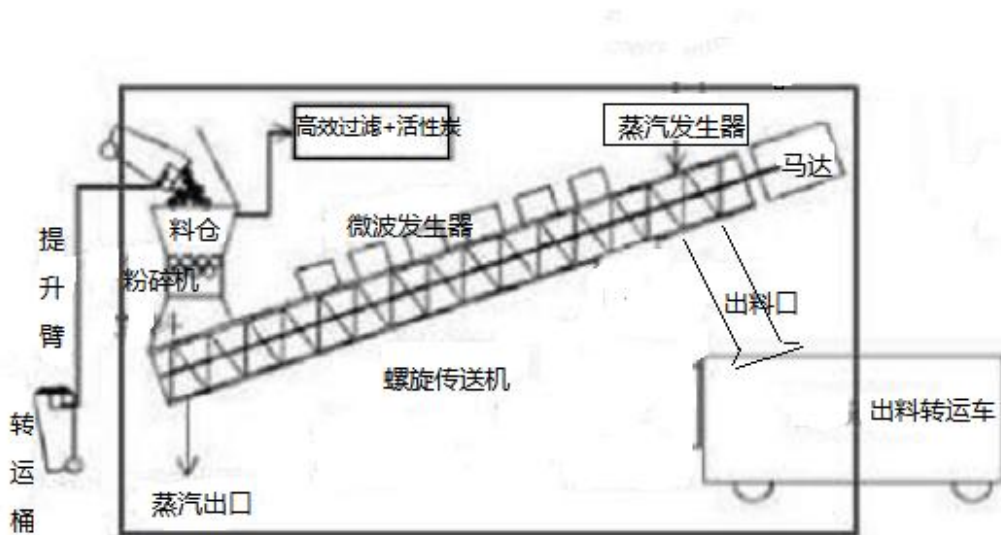 高效过滤+活性炭
蒸汽发生器
马达
料仓
微波发生器
提升臂
粉碎机
出料口
螺旋传送机
出料转运车
转运桶
蒸汽出口